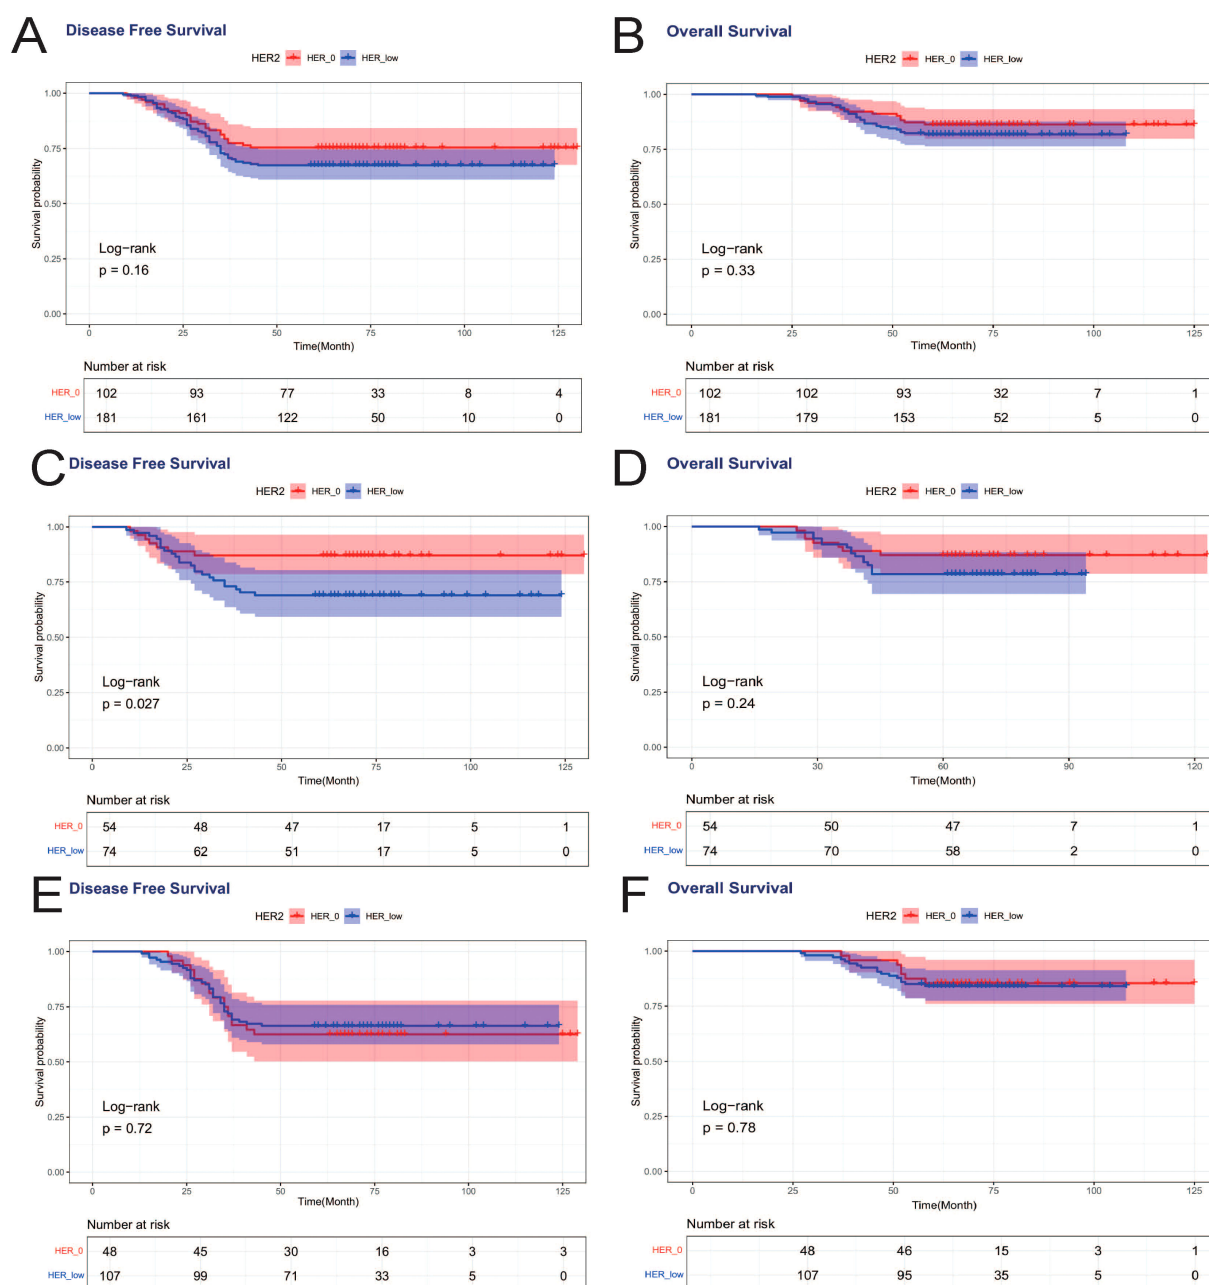 A Disease Free Survival
HER2 HER_0 HER_low
1.00
0.75
0.50
0.25
0.00
Survival probability
Log−rank
p = 0.16
0 25 50 75 100 125
Time(Month)
Number at risk
HER_0 102 93 77 33 8 4
HER_low 181 161 122 50 10 0
B Overall Survival
HER2 HER_0 HER_low
1.00
0.75
0.50
0.25
0.00
Survival probability
Log−rank
p = 0.33
0 25 50 75 100 125
Time(Month)
Number at risk
HER_0 102 102 93 32 7 1
HER_low 181 179 153 52 5 0
C Disease Free Survival
HER2 HER_0 HER_low
1.00
0.75
0.50
0.25
0.00
Survival probability
Log−rank
p = 0.027
0 25 50 75 100 125
Time(Month)
Number at risk
HER_0 54 48 47 17 5 1
HER_low 74 62 51 17 5 0
D Overall Survival
HER2 HER_0 HER_low
1.00
0.75
0.50
0.25
0.00
Survival probability
Log−rank
p = 0.24
0 30 60 90 120
Time(Month)
Number at risk
HER_0 54 50 47 7 1
HER_low 74 70 58 2 0
E Disease Free Survival
HER2 HER_0 HER_low
1.00
0.75
0.50
0.25
0.00
Survival probability
Log−rank
p = 0.72
0 25 50 75 100 125
Time(Month)
Number at risk
HER_0 48 45 30 16 3 3
HER_low 107 99 71 33 5 0
F Overall Survival
HER2 HER_0 HER_low
1.00
0.75
0.50
0.25
0.00
Survival probability
Log−rank
p = 0.78
0 25 50 75 100 125
Time(Month)
Number at risk
HER_0 48 46 15 3 1
HER_low 107 95 35 5 0